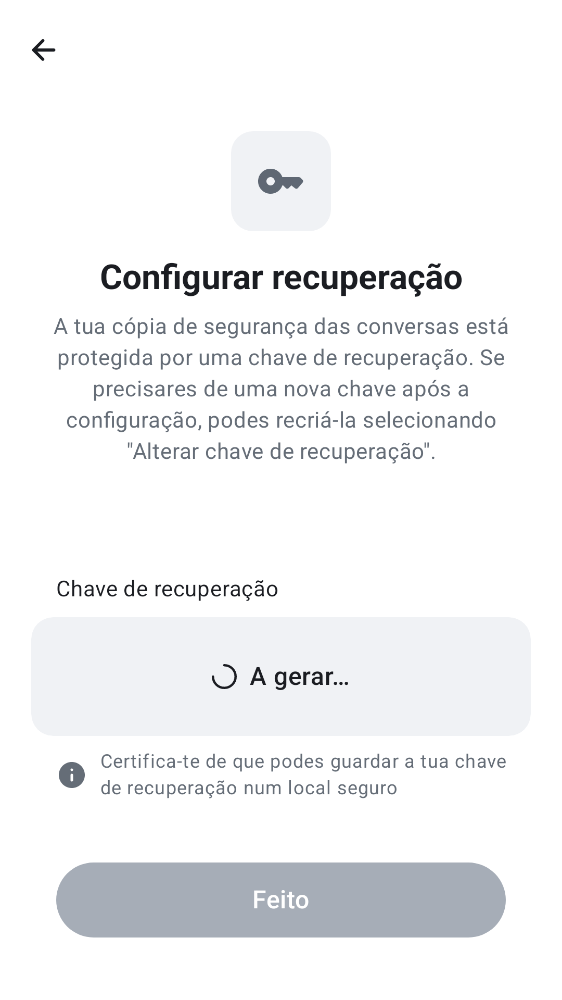 Configurar recuperação
A tua cópia de segurança das conversas está
protegida por uma chave de recuperação. Se
precisares de uma nova chave após a
configuração, podes recriá-la selecionando
"Alterar chave de recuperação".
Chave de recuperação
A gerar…
Certifica-te de que podes guardar a tua chave
de recuperação num local seguro
Feito